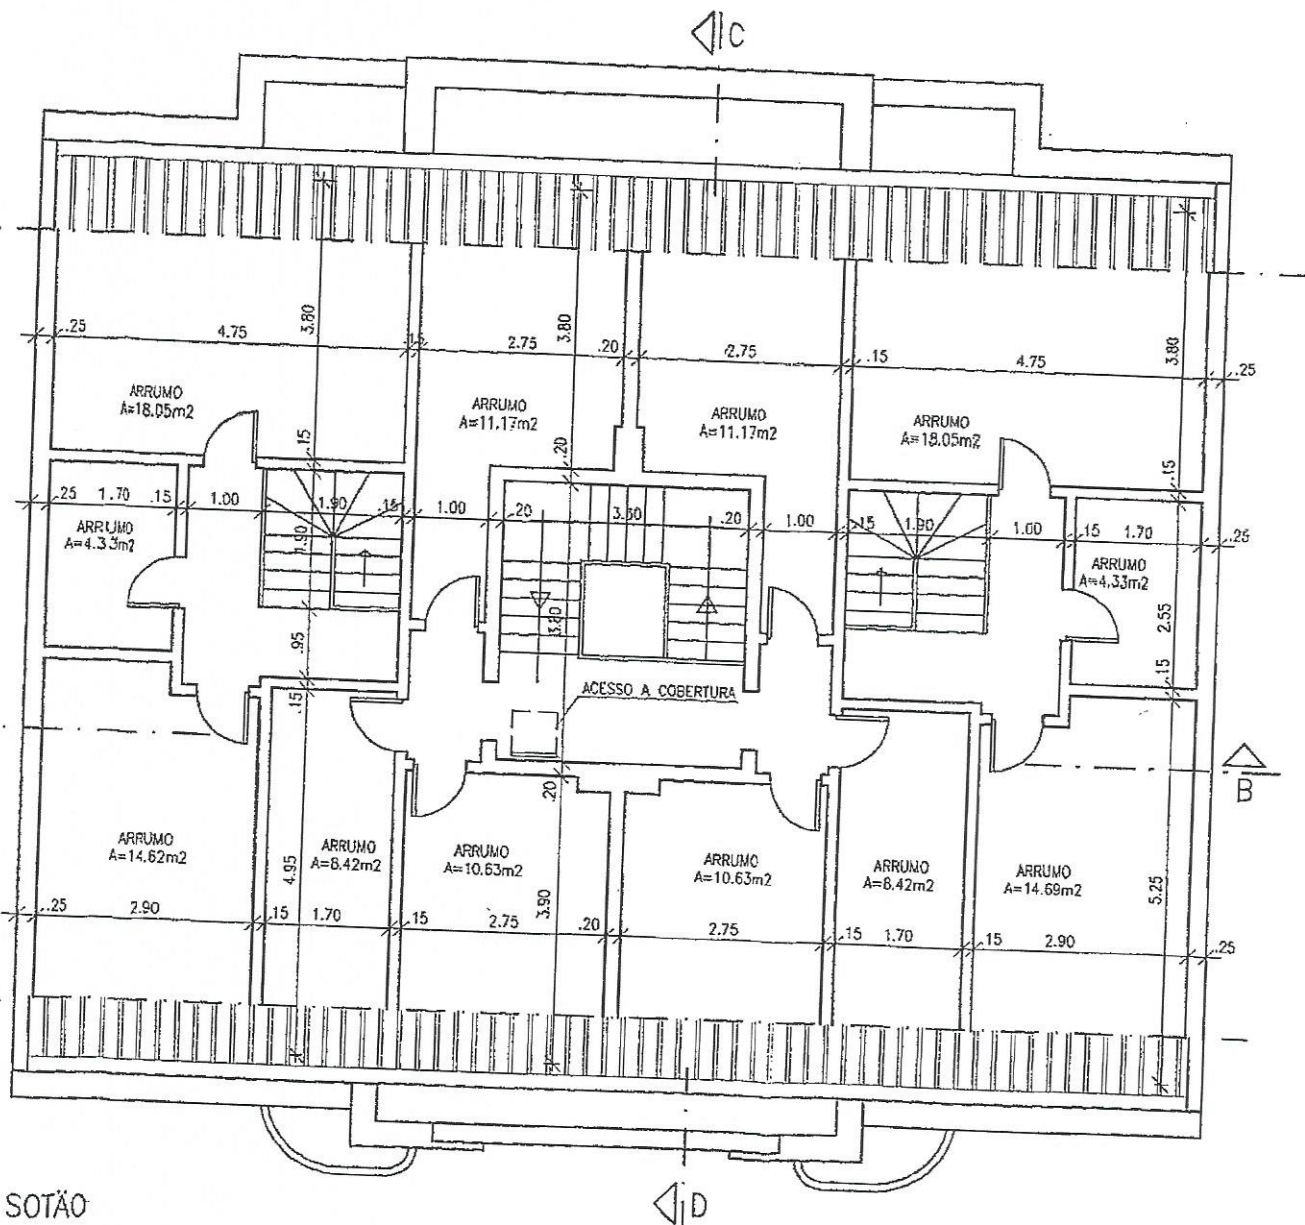 C
3.80
3.80
3.80
.25
4.75
.15
2.75
.20
2.75
.15
4.75
.25
ARRUMO
A=18.05m2
ARRUMO
A=11.17m2
ARRUMO
A=11.17m2
ARRUMO
A=18.05m2
.15
.20
.15
.25
1.70
.15
1.00
1.90
.15
1.00
.20
3.60
.20
1.00
.15
1.90
1.00
.15
1.70
.25
ARRUMO
A=4.33m2
1.90
ARRUMO
A=4.33m2
3.80
2.55
.95
.15
.15
ACESSO A COBERTURA
.20
B
ARRUMO
A=14.62m2
ARRUMO
A=8.42m2
ARRUMO
A=10.63m2
ARRUMO
A=10.63m2
ARRUMO
A=8.42m2
ARRUMO
A=14.69m2
4.95
3.90
5.25
.25
2.90
.15
1.70
.15
2.75
.20
2.75
.15
1.70
.15
2.90
.25
SOTÃO
D